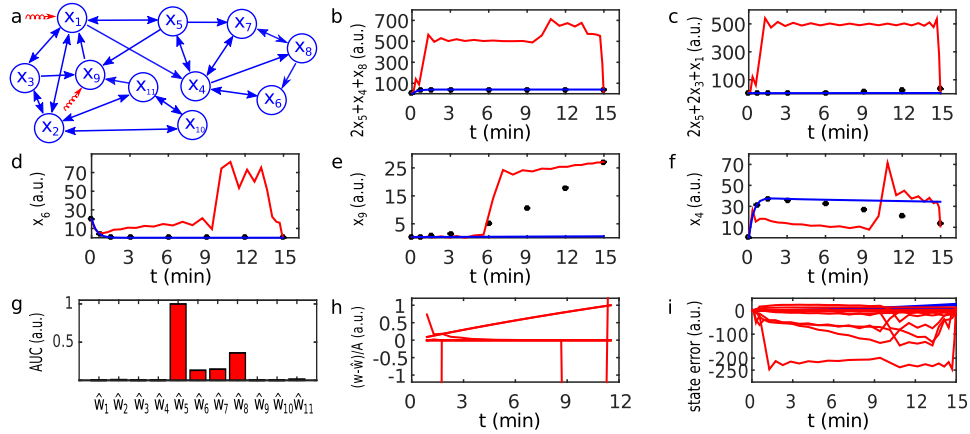 a
x1
x5
x7
x8
x3
x9
x11
x4
x6
x2
x10
b
2x5+x4+x8 (a.u.)
700
500
300
100
0 3 6 9 12 15
t (min)
c
2x5+2x3+x1 (a.u.)
500
300
100
0 3 6 9 12 15
t (min)
d
x6 (a.u.)
70
50
30
10
0 3 6 9 12 15
t (min)
e
x9 (a.u.)
25
15
5
0 3 6 9 12 15
t (min)
f
x4 (a.u.)
70
50
30
10
0 3 6 9 12 15
t (min)
g
AUC (a.u.)
1
0.5
ŵ1 ŵ2 ŵ3 ŵ4 ŵ5 ŵ6 ŵ7 ŵ8 ŵ9 ŵ10 ŵ11
h
(w-ŵ)/A (a.u.)
1
0.5
0
-1
0 3 6 9 12
t (min)
i
state error (a.u.)
0
-100
-150
-250
0 3 6 9 12 15
t (min)